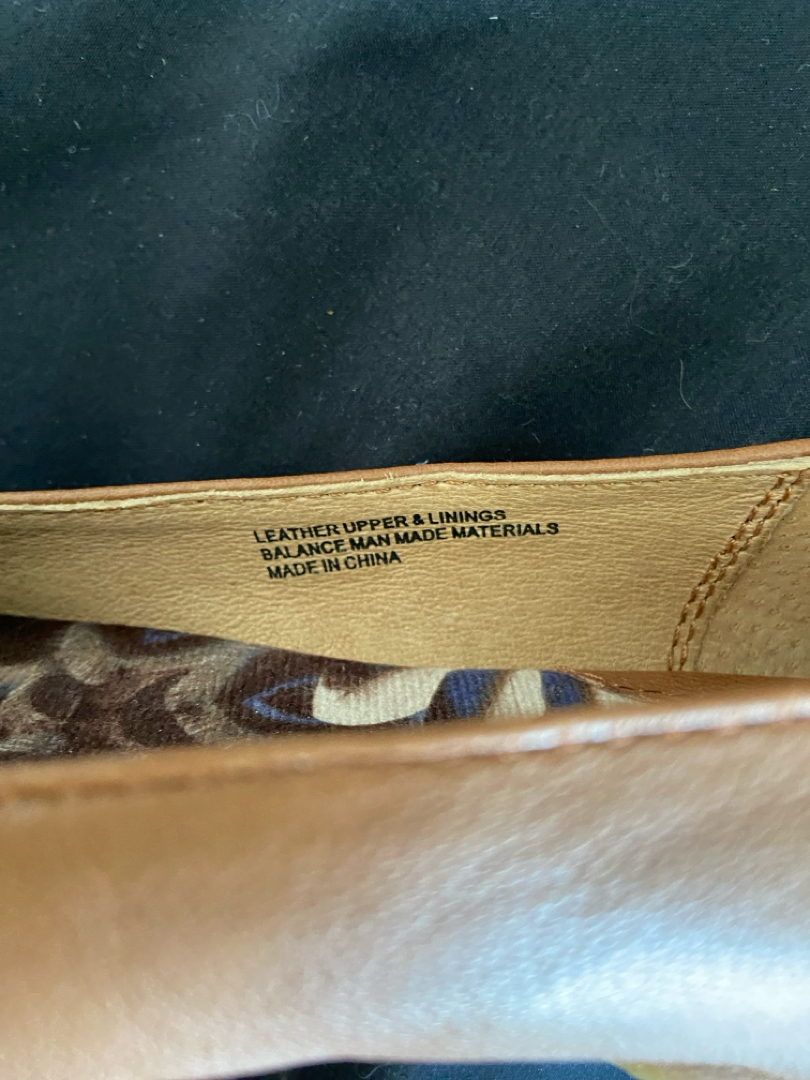 LEATHER UPPER & LININGS
BALANCE MAN MADE MATERIALS
MADE IN CHINA